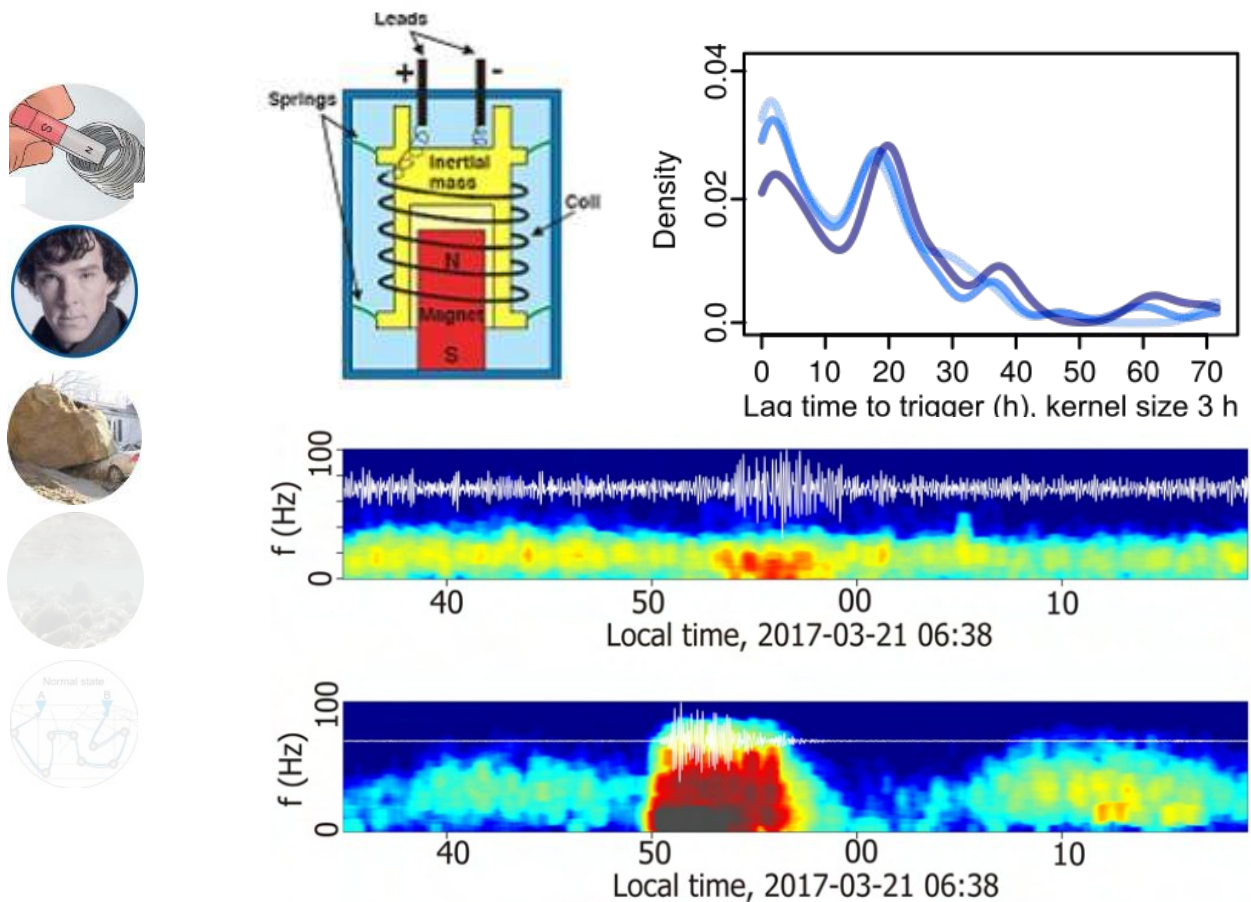 Leads
+ -
Springs
Inertial
mass
Coil
N
Magnet
S
S
N
Density
0.04
0.02
0.0
0 10 20 30 40 50 60 70
Lag time to trigger (h), kernel size 3 h
f (Hz)
100
0
40 50 00 10
Local time, 2017-03-21 06:38
f (Hz)
100
0
40 50 00 10
Local time, 2017-03-21 06:38
Normal state
A B